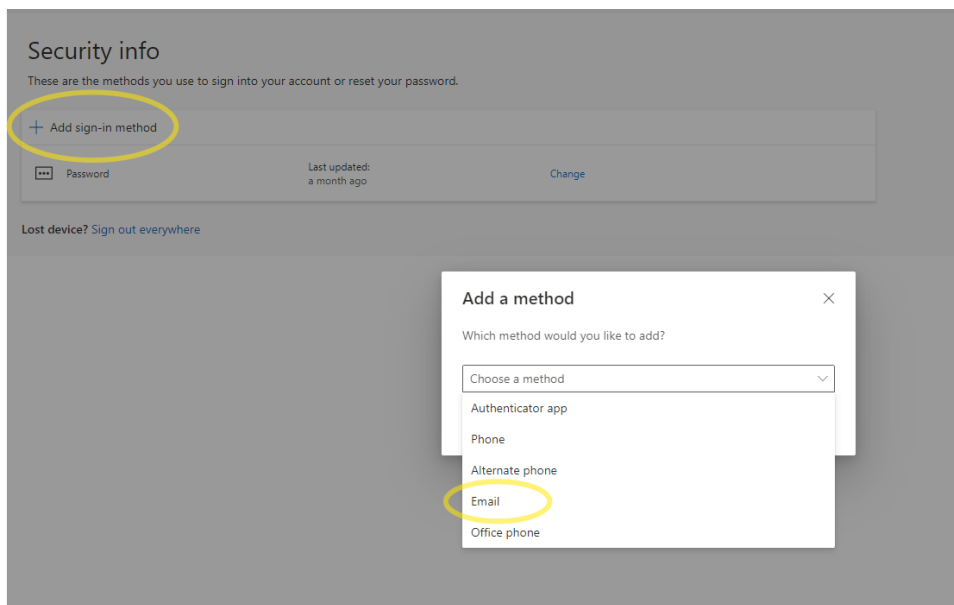 Security info
These are the methods you use to sign into your account or reset your password.
+ Add sign-in method
Password
Last updated:
a month ago
Change
Lost device? Sign out everywhere
Add a method
Which method would you like to add?
Choose a method
Authenticator app
Phone
Alternate phone
Email
Office phone